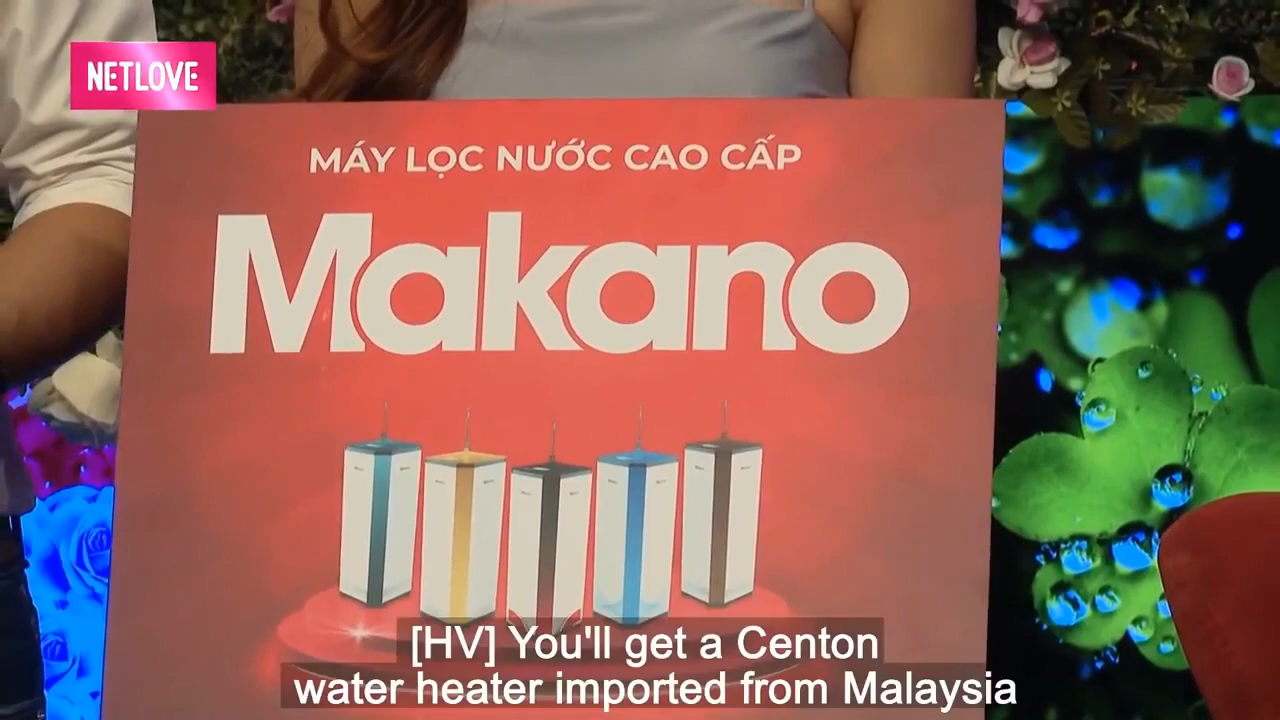 NETLOVE
MÁY LỌC NƯỚC CAO CẤP
Makano
[HV] You'll get a Centon
water heater imported from Malaysia